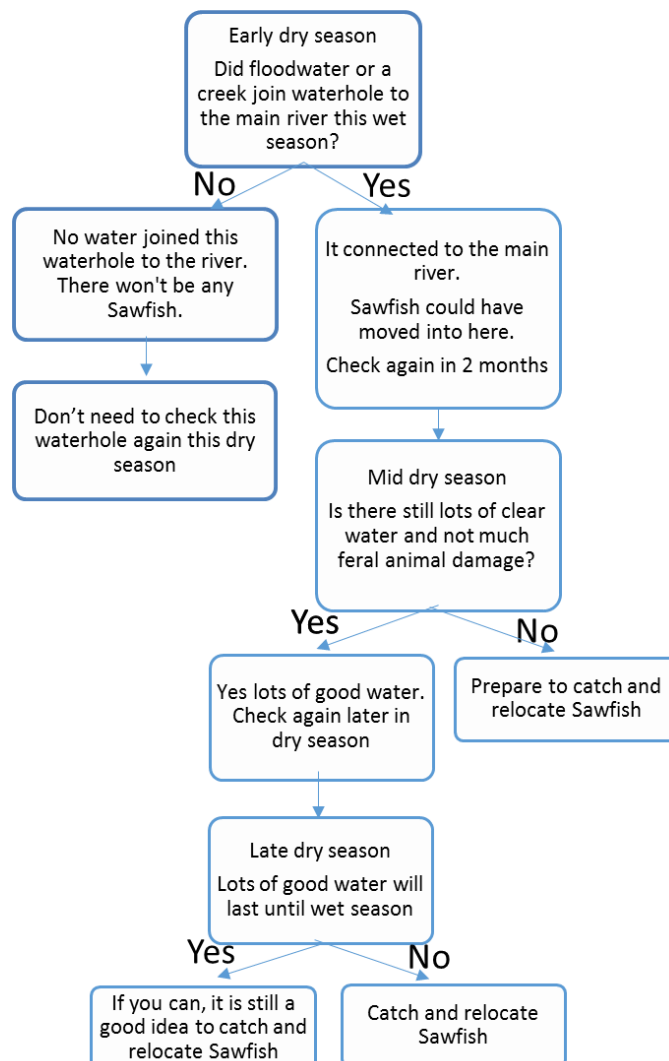 Early dry season
Did floodwater or a
creek join waterhole to
the main river this wet
season?
No
Yes
No water joined this
waterhole to the river.
There won't be any
Sawfish.
It connected to the main
river.
Sawfish could have
moved into here.
Check again in 2 months
Don’t need to check this
waterhole again this dry
season
Mid dry season
Is there still lots of clear
water and not much
feral animal damage?
Yes
No
Yes lots of good water.
Check again later in
dry season
Prepare to catch and
relocate Sawfish
Late dry season
Lots of good water will
last until wet season
Yes
No
If you can, it is still a
good idea to catch and
relocate Sawfish
Catch and relocate
Sawfish